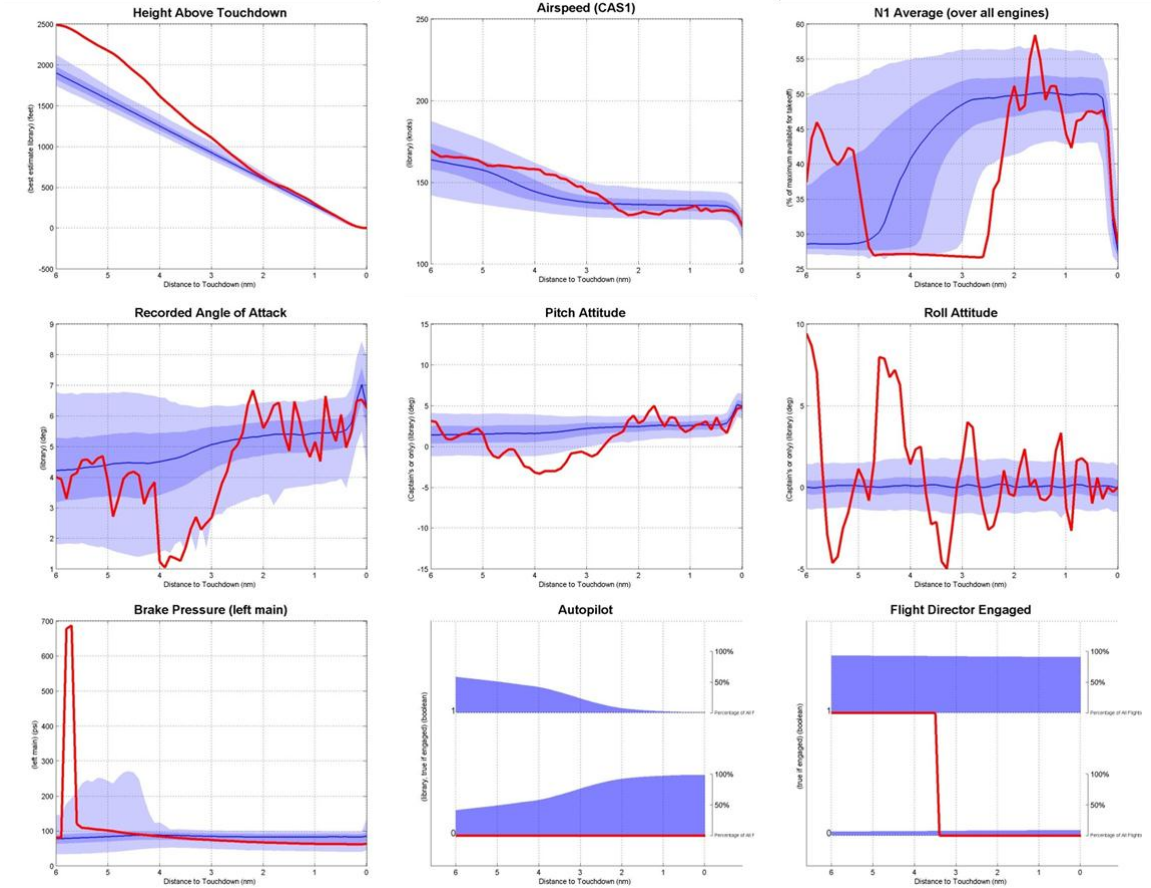 Height Above Touchdown
(best estimate library) (feet)
2500
2000
1500
1000
500
0
-500
6 5 4 3 2 1 0
Distance to Touchdown (nm)
Airspeed (CAS1)
(library) (knots)
250
200
150
100
6 5 4 3 2 1 0
Distance to Touchdown (nm)
N1 Average (over all engines)
(% of maximum available for takeoff)
60
55
50
45
40
35
30
25
6 5 4 3 2 1 0
Distance to Touchdown (nm)
Recorded Angle of Attack
(library) (deg)
9
8
7
6
5
4
3
2
1
6 5 4 3 2 1 0
Distance to Touchdown (nm)
Pitch Attitude
(Captain's or only) (library) (deg)
15
10
5
0
-5
-10
-15
6 5 4 3 2 1 0
Distance to Touchdown (nm)
Roll Attitude
(Captain's or only) (library) (deg)
10
5
0
-5
6 5 4 3 2 1 0
Distance to Touchdown (nm)
Brake Pressure (left main)
(left main) (psi)
700
600
500
400
300
200
100
0
6 5 4 3 2 1 0
Distance to Touchdown (nm)
Autopilot
(library, true if engaged) (boolean)
100%
50%
1
Percentage of All F
100%
50%
0
Percentage of All F
6 5 4 3 2 1 0
Distance to Touchdown (nm)
Flight Director Engaged
(true if engaged) (boolean)
100%
50%
1
Percentage of All Flights
100%
50%
0
Percentage of All Flights
6 5 4 3 2 1 0
Distance to Touchdown (nm)